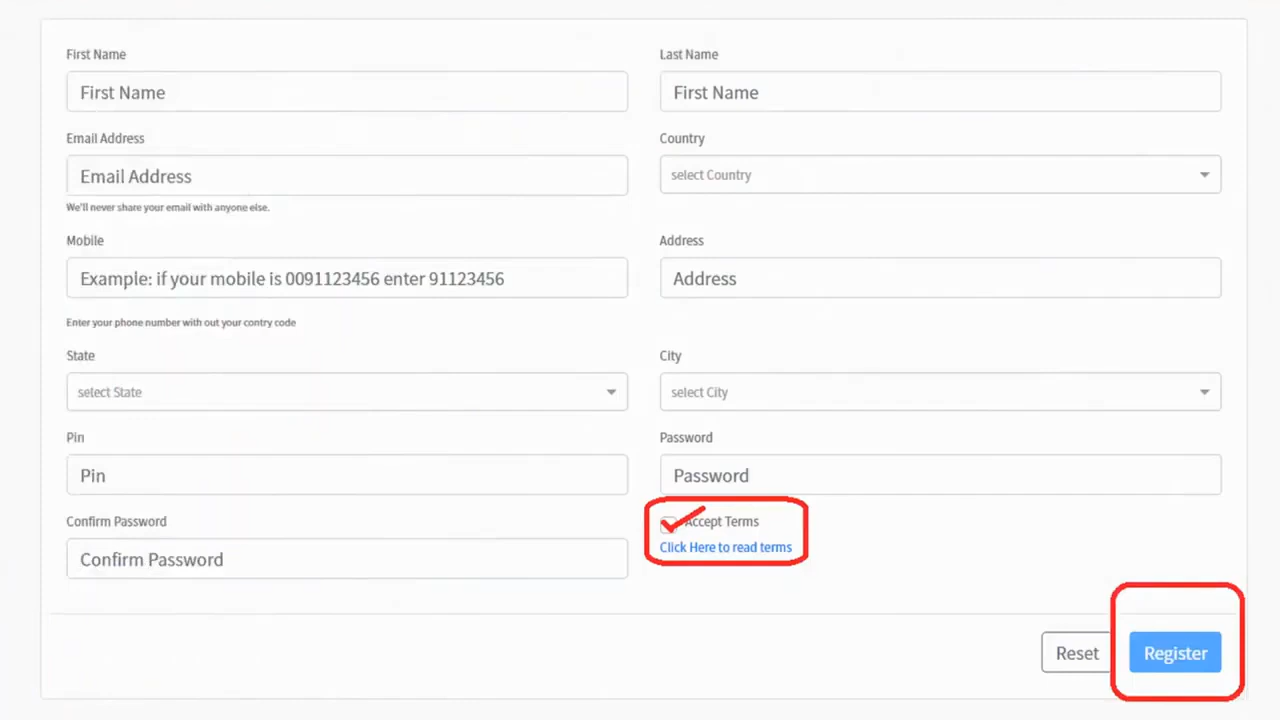 First Name
Last Name
First Name
First Name
Email Address
Country
Email Address
select Country
We'll never share your email with anyone else.
Mobile
Address
Example: if your mobile is 0091123456 enter 91123456
Address
Enter your phone number with out your contry code
State
City
select State
select City
Pin
Password
Pin
Password
Confirm Password
Accept Terms
Click Here to read terms
Confirm Password
Reset
Register